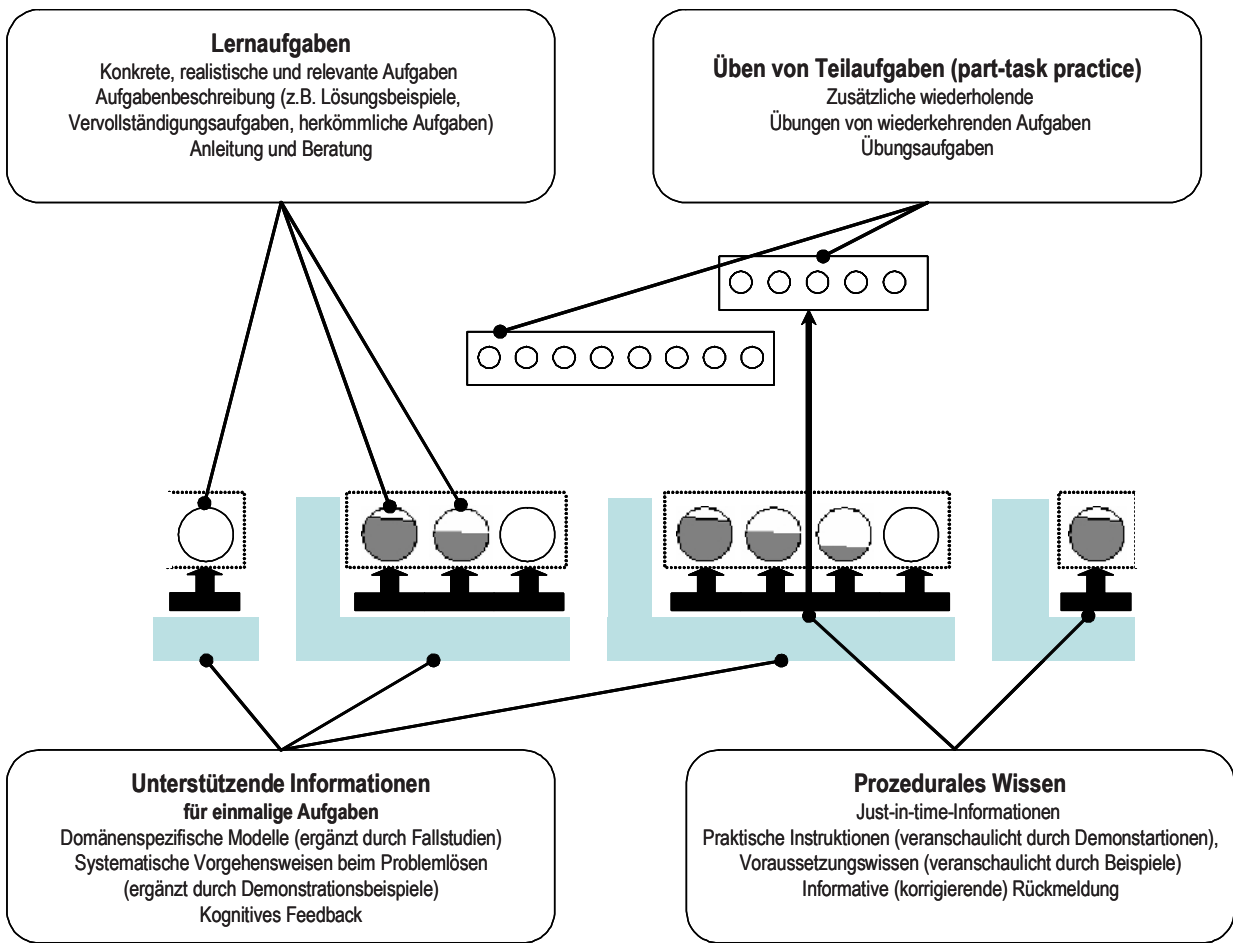 Lernaufgaben
Konkrete, realistische und relevante Aufgaben
Aufgabenbeschreibung (z.B. Lösungsbeispiele,
Vervollständigungsaufgaben, herkömmliche Aufgaben)
Anleitung und Beratung
Üben von Teilaufgaben (part-task practice)
Zusätzliche wiederholende
Übungen von wiederkehrenden Aufgaben
Übungsaufgaben
Unterstützende Informationen
für einmalige Aufgaben
Domänenspezifische Modelle (ergänzt durch Fallstudien)
Systematische Vorgehensweisen beim Problemlösen
(ergänzt durch Demonstrationsbeispiele)
Kognitives Feedback
Prozedurales Wissen
Just-in-time-Informationen
Praktische Instruktionen (veranschaulicht durch Demonstartionen),
Voraussetzungswissen (veranschaulicht durch Beispiele)
Informative (korrigierende) Rückmeldung